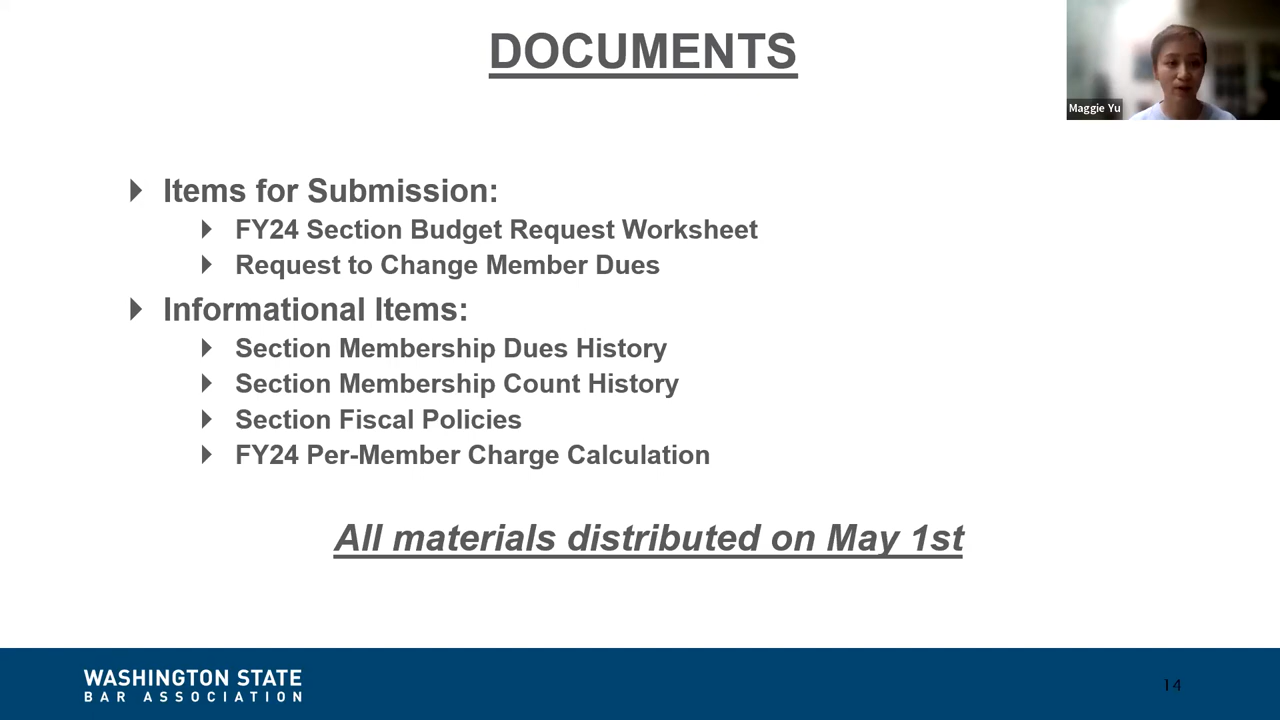 DOCUMENTS
Maggie Yu
Items for Submission:
FY24 Section Budget Request Worksheet
Request to Change Member Dues
Informational Items:
Section Membership Dues History
Section Membership Count History
Section Fiscal Policies
FY24 Per-Member Charge Calculation
All materials distributed on May 1st
WASHINGTON STATE
BAR ASSOCIATION
14